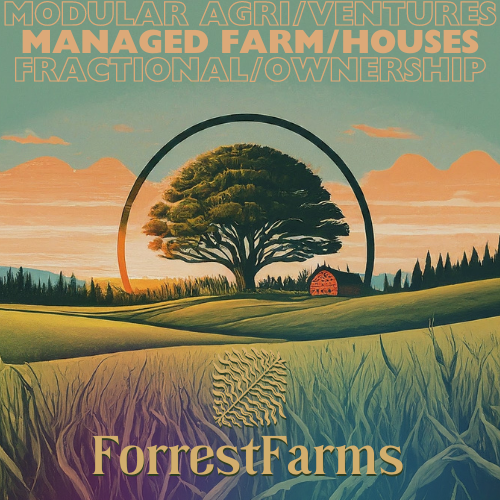 MODULAR AGRI/VENTURES
MANAGED FARM/HOUSES
FRACTIONAL/OWNERSHIP
ForrestFarms